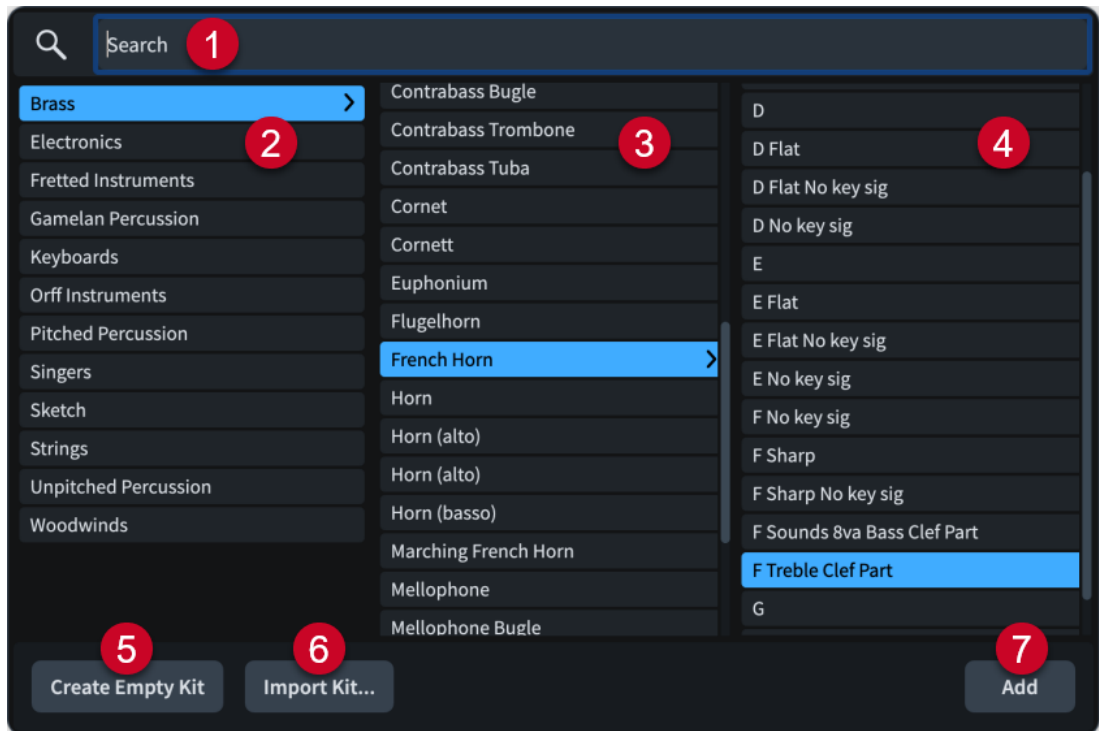 Search
1
Brass
2
Electronics
Fretted Instruments
Gamelan Percussion
Keyboards
Orff Instruments
Pitched Percussion
Singers
Sketch
Strings
Unpitched Percussion
Woodwinds
Contrabass Bugle
Contrabass Trombone
3
Contrabass Tuba
Cornet
Cornett
Euphonium
Flugelhorn
French Horn
Horn
Horn (alto)
Horn (alto)
Horn (basso)
Marching French Horn
Mellophone
Mellophone Bugle
D
4
D Flat
D Flat No key sig
D No key sig
E
E Flat
E Flat No key sig
E No key sig
F No key sig
F Sharp
F Sharp No key sig
F Sounds 8va Bass Clef Part
F Treble Clef Part
G
5
Create Empty Kit
6
Import Kit...
7
Add